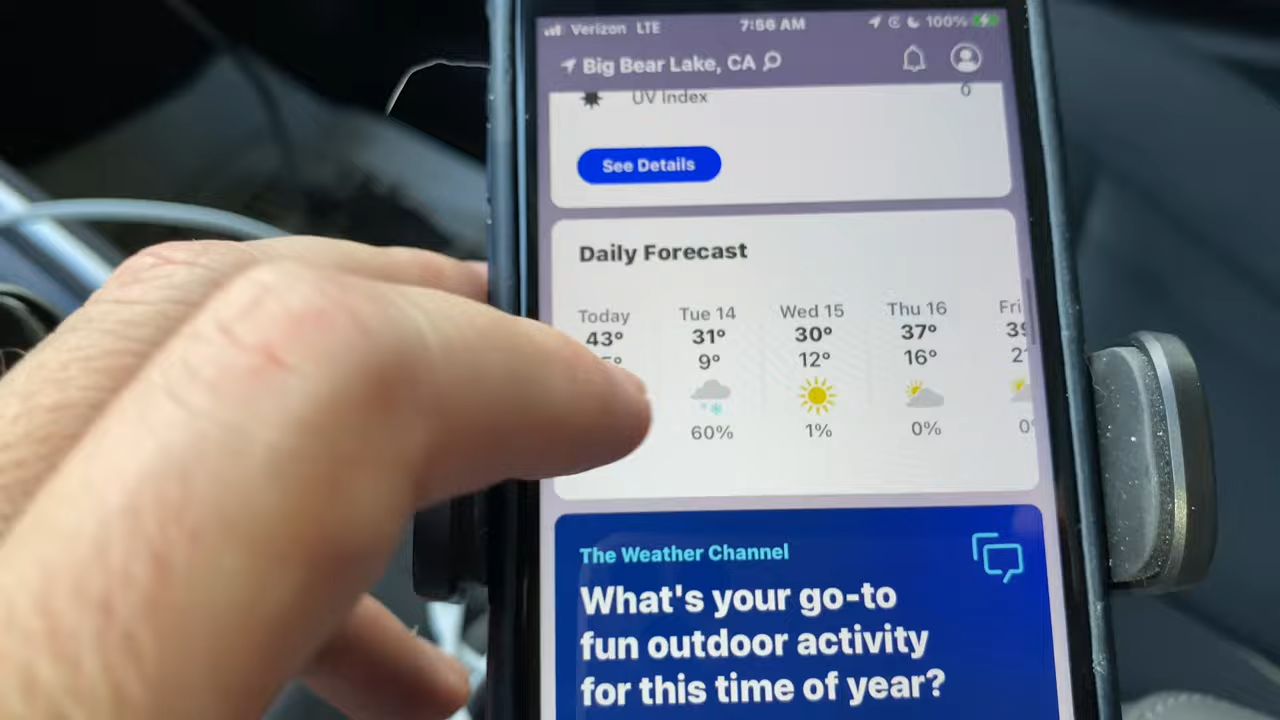 Verizon LTE 7:56 AM 100%
Big Bear Lake, CA
UV Index 0
See Details
Daily Forecast
Today Tue 14 Wed 15 Thu 16 Fri
43° 31° 30° 37°
9° 12° 16°
60% 1% 0%
The Weather Channel
What's your go-to
fun outdoor activity
for this time of year?